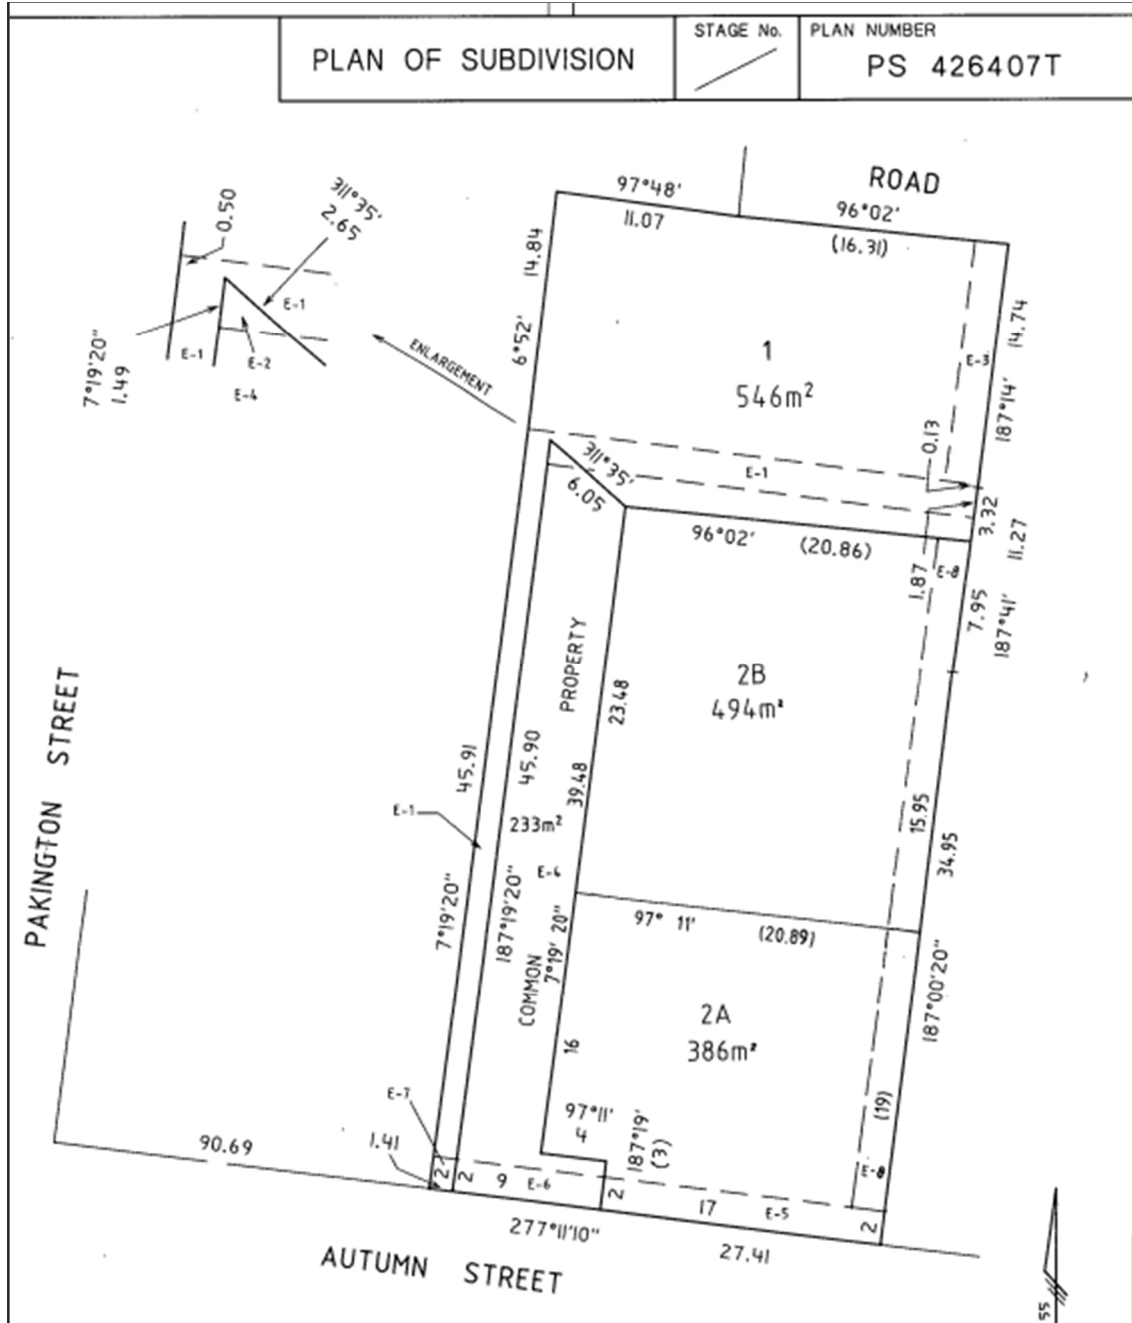 PLAN OF SUBDIVISION
STAGE No.
PLAN NUMBER
PS 426407T
ROAD
97°48'
11.07
96°02'
(16.31)
14.84
6°52'
0.50
311°35'
2.65
E-1
E-1
E-2
E-4
7°19'20"
1.49
ENLARGEMENT
1
546m²
E-3
14.74
187°14'
0.13
E-1
311°35'
6.05
96°02'
(20.86)
3.32
11.27
1.87
E-8
7.95
187°41'
PROPERTY
2B
494m²
23.48
PAKINGTON STREET
45.91
45.90
39.48
E-1
233m²
15.95
34.95
7°19'20"
187°19'20"
COMMON
7°19' 20"
97° 11'
(20.89)
187°00'20"
2A
386m²
16
E-7
97°11'
4
187°19'
(3)
(19)
90.69
1.41
2
2
9
E-6
2
17
E-5
E-8
2
277°11'10"
27.41
AUTUMN STREET
55